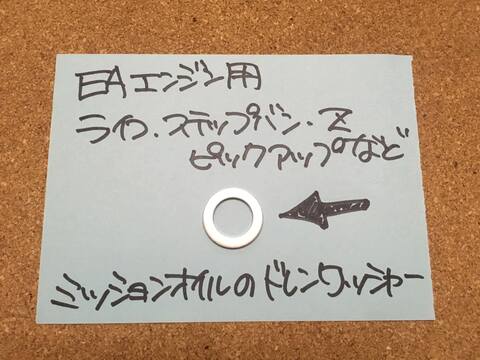 EAエンジン用
ライフ・ステップバン・Z
ピックアップなど
ミッションオイルのドレンワッシャー